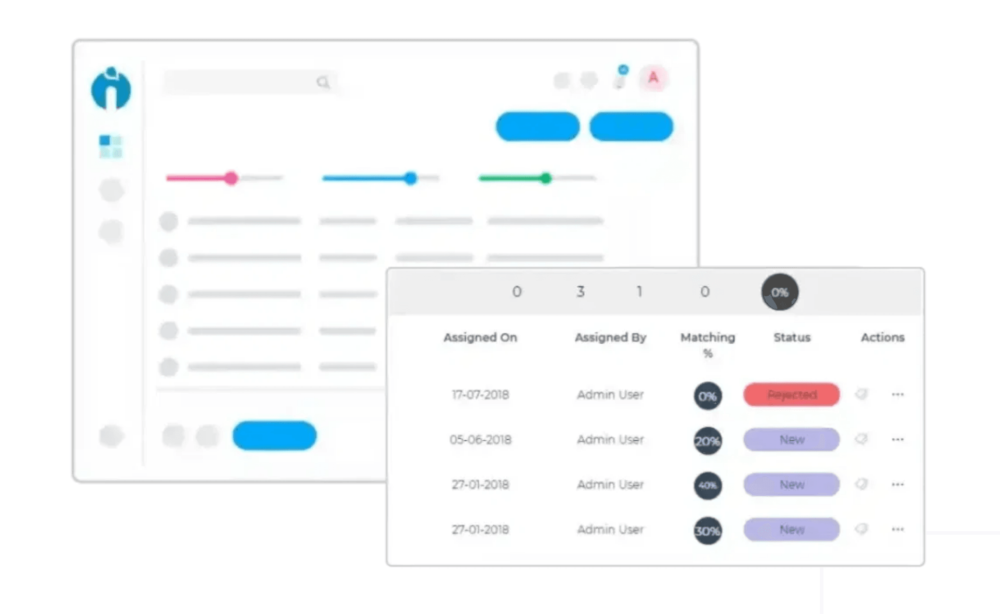 A
0 3 1 0 0%
Assigned On Assigned By Matching % Status Actions
17-07-2018 Admin User 0% Rejected
05-06-2018 Admin User 20% New
27-01-2018 Admin User 40% New
27-01-2018 Admin User 30% New